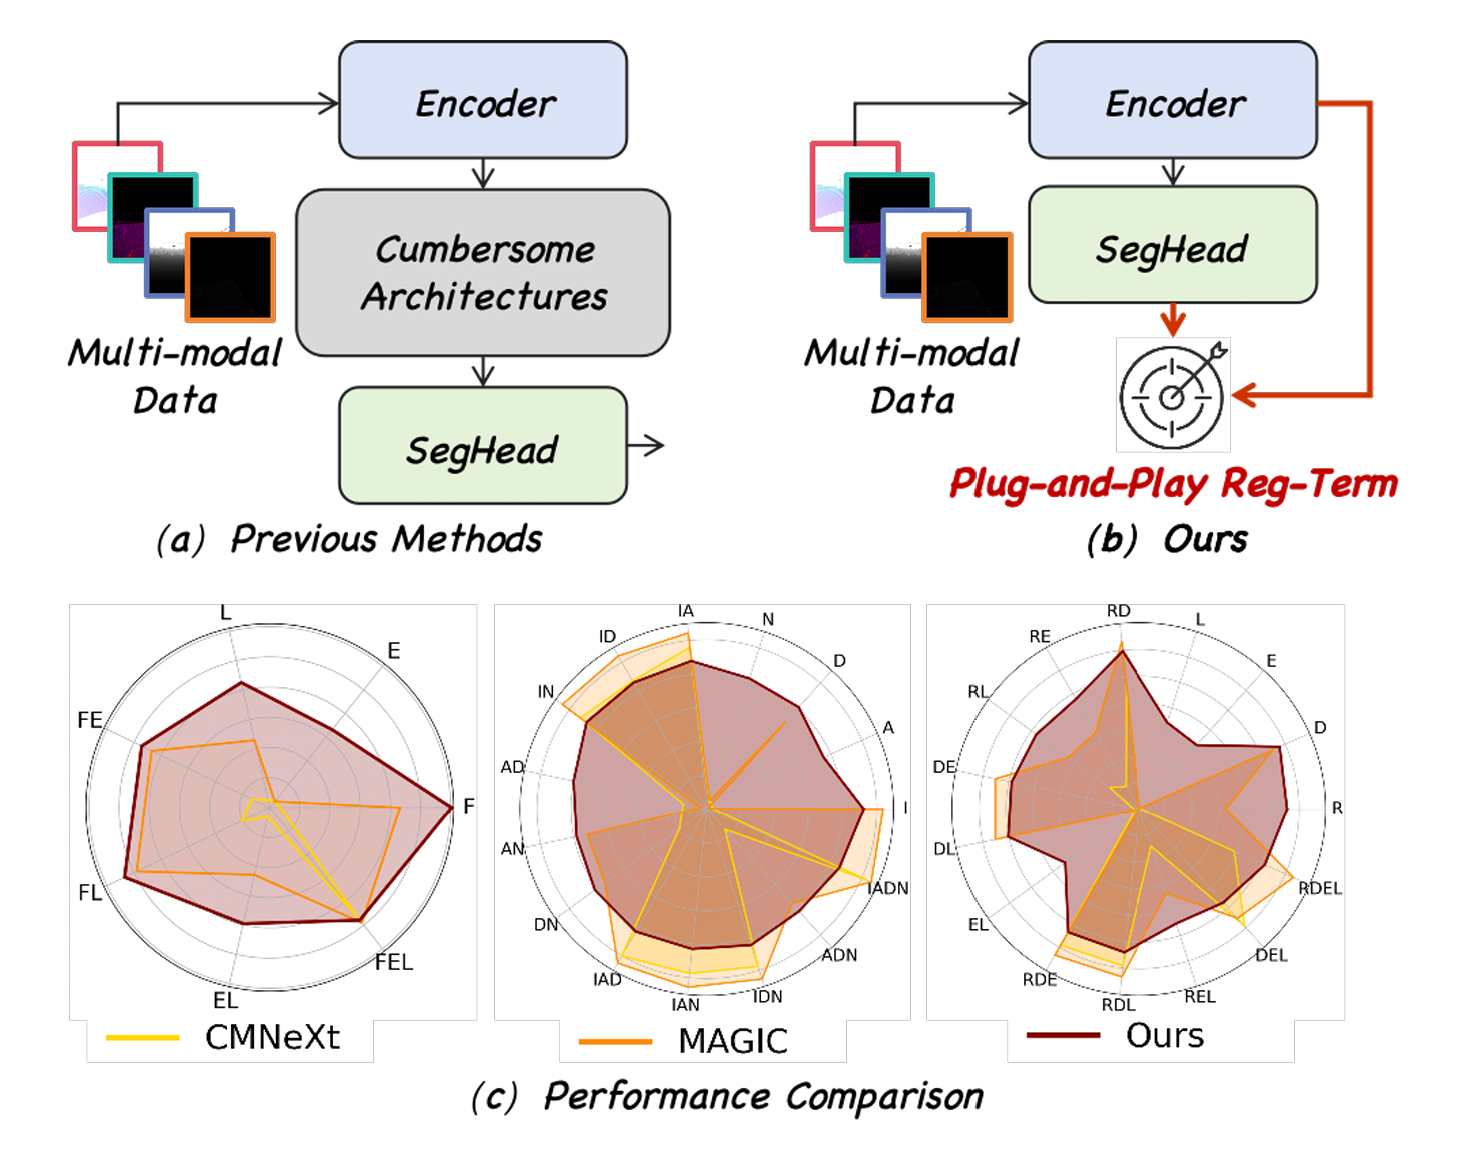 Encoder
Cumbersome
Architectures
SegHead
Multi-modal
Data
(a) Previous Methods
Encoder
SegHead
Multi-modal
Data
Plug-and-Play Reg-Term
(b) Ours
L
E
F
FE
FL
EL
FEL
IA
N
D
A
I
ID
IN
AD
AN
DN
IAD
IAN
IDN
ADN
IADN
RD
L
E
D
R
RE
RL
DE
DL
EL
RDE
RDL
REL
DEL
RDEL
CMNeXt
MAGIC
Ours
(c) Performance Comparison